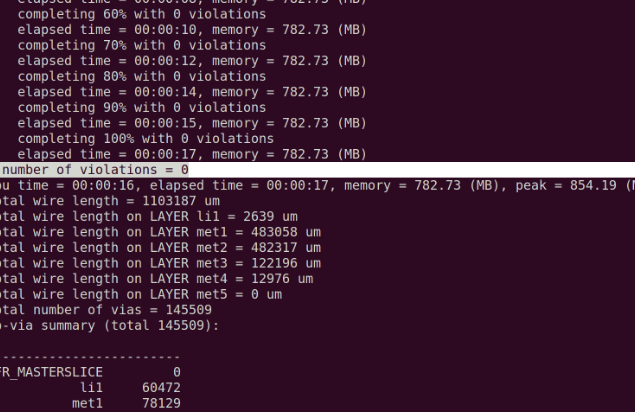 elapsed time = 00:00:08, memory = 782.73 (MB)
completing 60% with 0 violations
elapsed time = 00:00:10, memory = 782.73 (MB)
completing 70% with 0 violations
elapsed time = 00:00:12, memory = 782.73 (MB)
completing 80% with 0 violations
elapsed time = 00:00:14, memory = 782.73 (MB)
completing 90% with 0 violations
elapsed time = 00:00:15, memory = 782.73 (MB)
completing 100% with 0 violations
elapsed time = 00:00:17, memory = 782.73 (MB)
number of violations = 0
pu time = 00:00:16, elapsed time = 00:00:17, memory = 782.73 (MB), peak = 854.19 (M
otal wire length = 1103187 um
otal wire length on LAYER li1 = 2639 um
otal wire length on LAYER met1 = 483058 um
otal wire length on LAYER met2 = 482317 um
otal wire length on LAYER met3 = 122196 um
otal wire length on LAYER met4 = 12976 um
otal wire length on LAYER met5 = 0 um
otal number of vias = 145509
p-via summary (total 145509):
------------------------
FR_MASTERSLICE 0
li1 60472
met1 78129